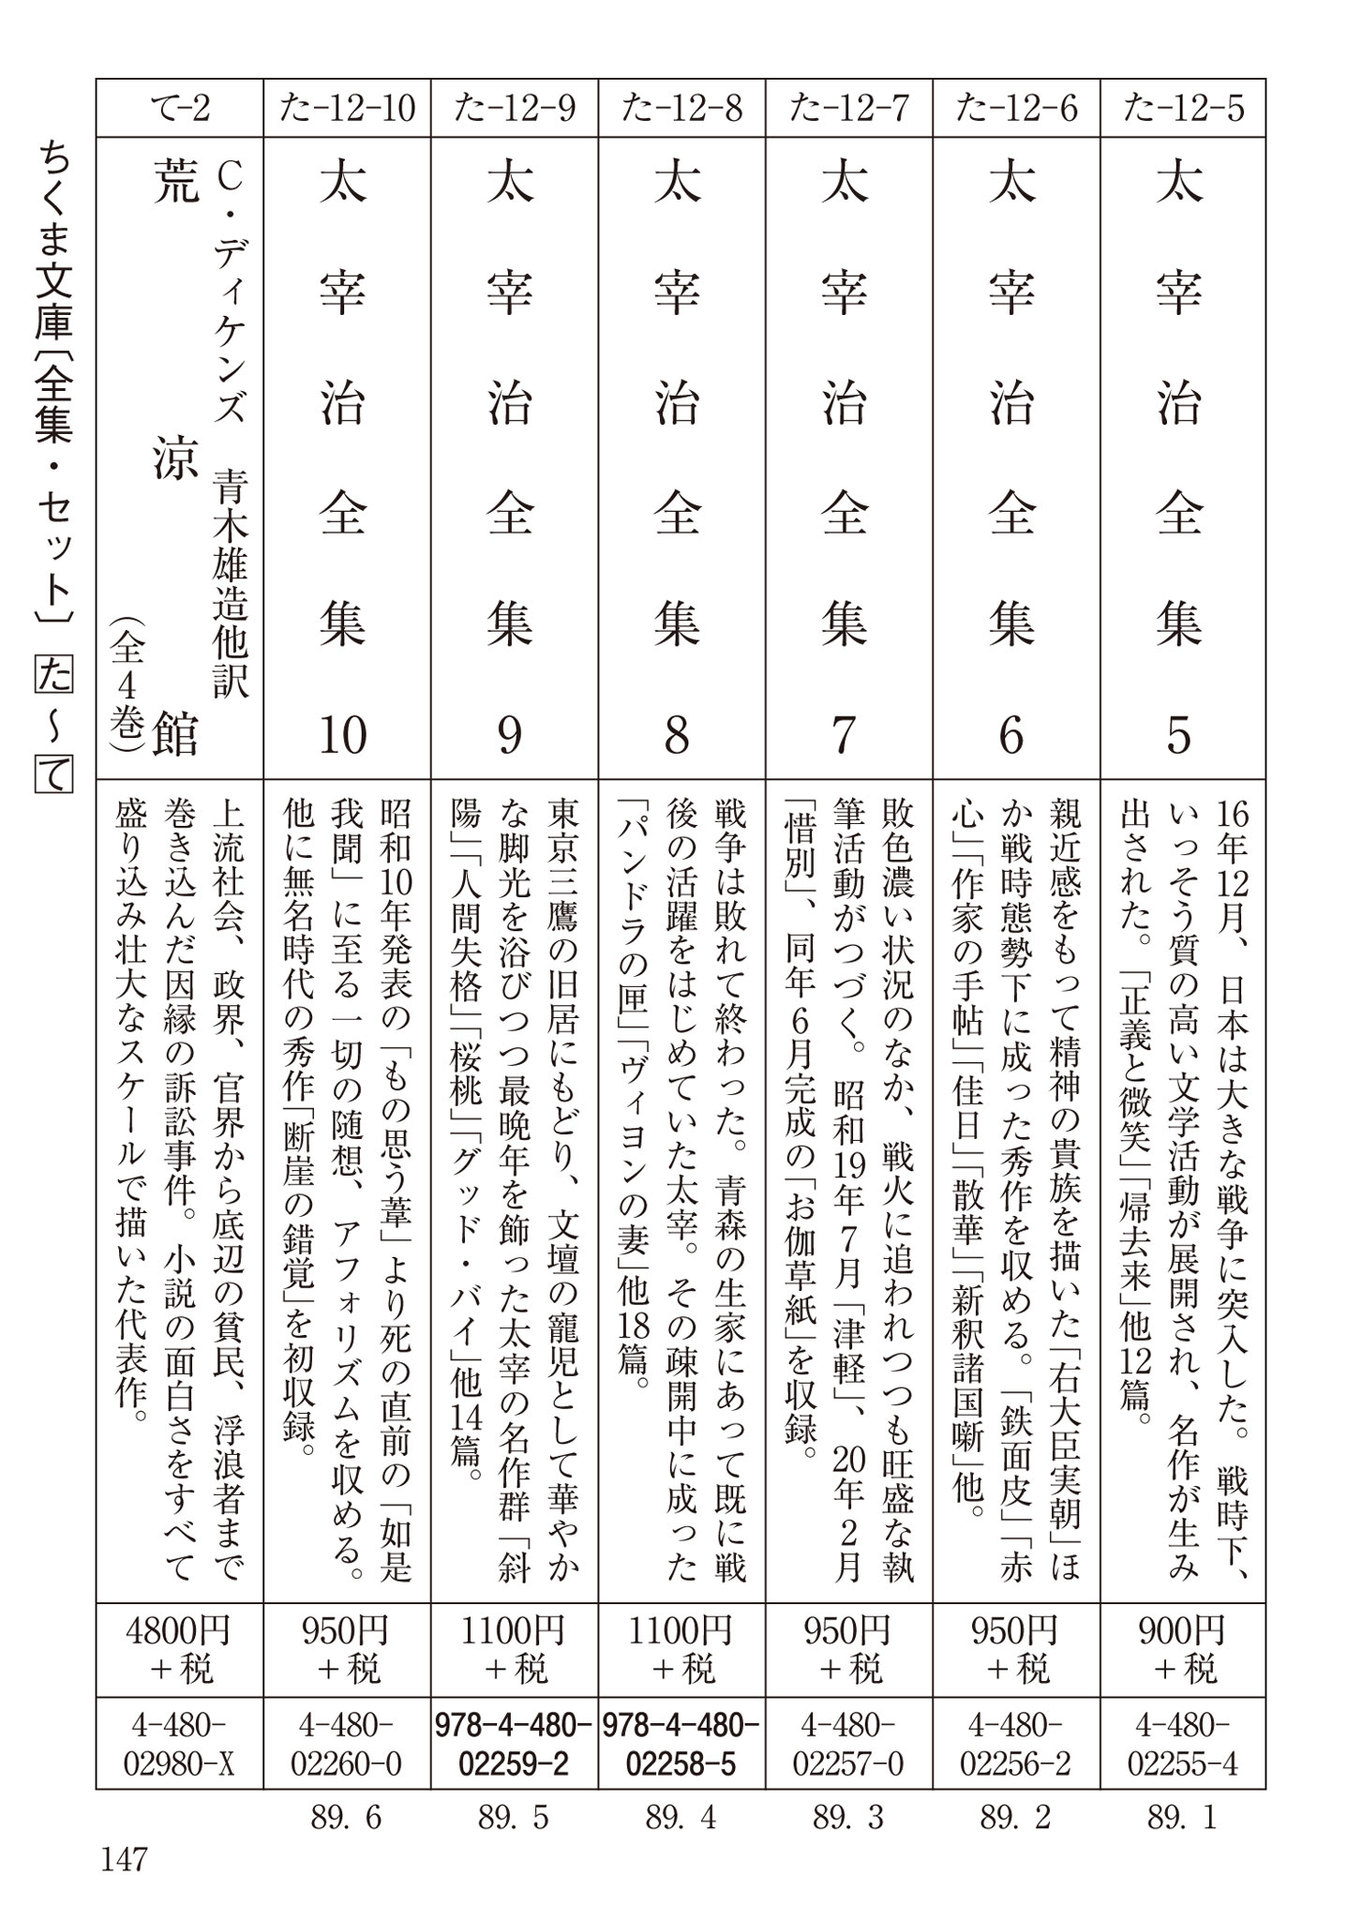 た-12-5
太宰治全集 5
16年12月、日本は大きな戦争に突入した。戦時下、
いっそう質の高い文学活動が展開され、名作が生み
出された。「正義と微笑」「帰去来」他12篇。
900円
+税
4-480-
02255-4
89. 1
た-12-6
太宰治全集 6
親近感をもって精神の貴族を描いた「右大臣実朝」ほ
か戦時態勢下に成った秀作を収める。「鉄面皮」「赤
心」「作家の手帖」「佳日」「散華」「新釈諸国噺」他。
950円
+税
4-480-
02256-2
89. 2
た-12-7
太宰治全集 7
敗色濃い状況のなか、戦火に追われつつも旺盛な執
筆活動がつづく。昭和19年7月「津軽」、20年2月
「惜別」、同年6月完成の「お伽草紙」を収録。
950円
+税
4-480-
02257-0
89. 3
た-12-8
太宰治全集 8
戦争は敗れて終わった。青森の生家にあって既に戦
後の活躍をはじめていた太宰。その疎開中に成った
「パンドラの匣」「ヴィヨンの妻」他18篇。
1100円
+税
978-4-480-
02258-5
89. 4
た-12-9
太宰治全集 9
東京三鷹の旧居にもどり、文壇の寵児として華やか
な脚光を浴びつつ最晩年を飾った太宰の名作群「斜
陽」「人間失格」「桜桃」「グッド・バイ」他14篇。
1100円
+税
978-4-480-
02259-2
89. 5
た-12-10
太宰治全集 10
昭和10年発表の「もの思う葦」より死の直前の「如是
我聞」に至る一切の随想、アフォリズムを収める。
他に無名時代の秀作「断崖の錯覚」を初収録。
950円
+税
4-480-
02260-0
89. 6
て-2
C・ディケンズ 青木雄造他訳
荒涼館
(全4巻)
上流社会、政界、官界から底辺の貧民、浮浪者まで
巻き込んだ因縁の訴訟事件。小説の面白さをすべて
盛り込み壮大なスケールで描いた代表作。
4800円
+税
4-480-
02980-X
ちくま文庫〔全集・セット〕 た〜て
147